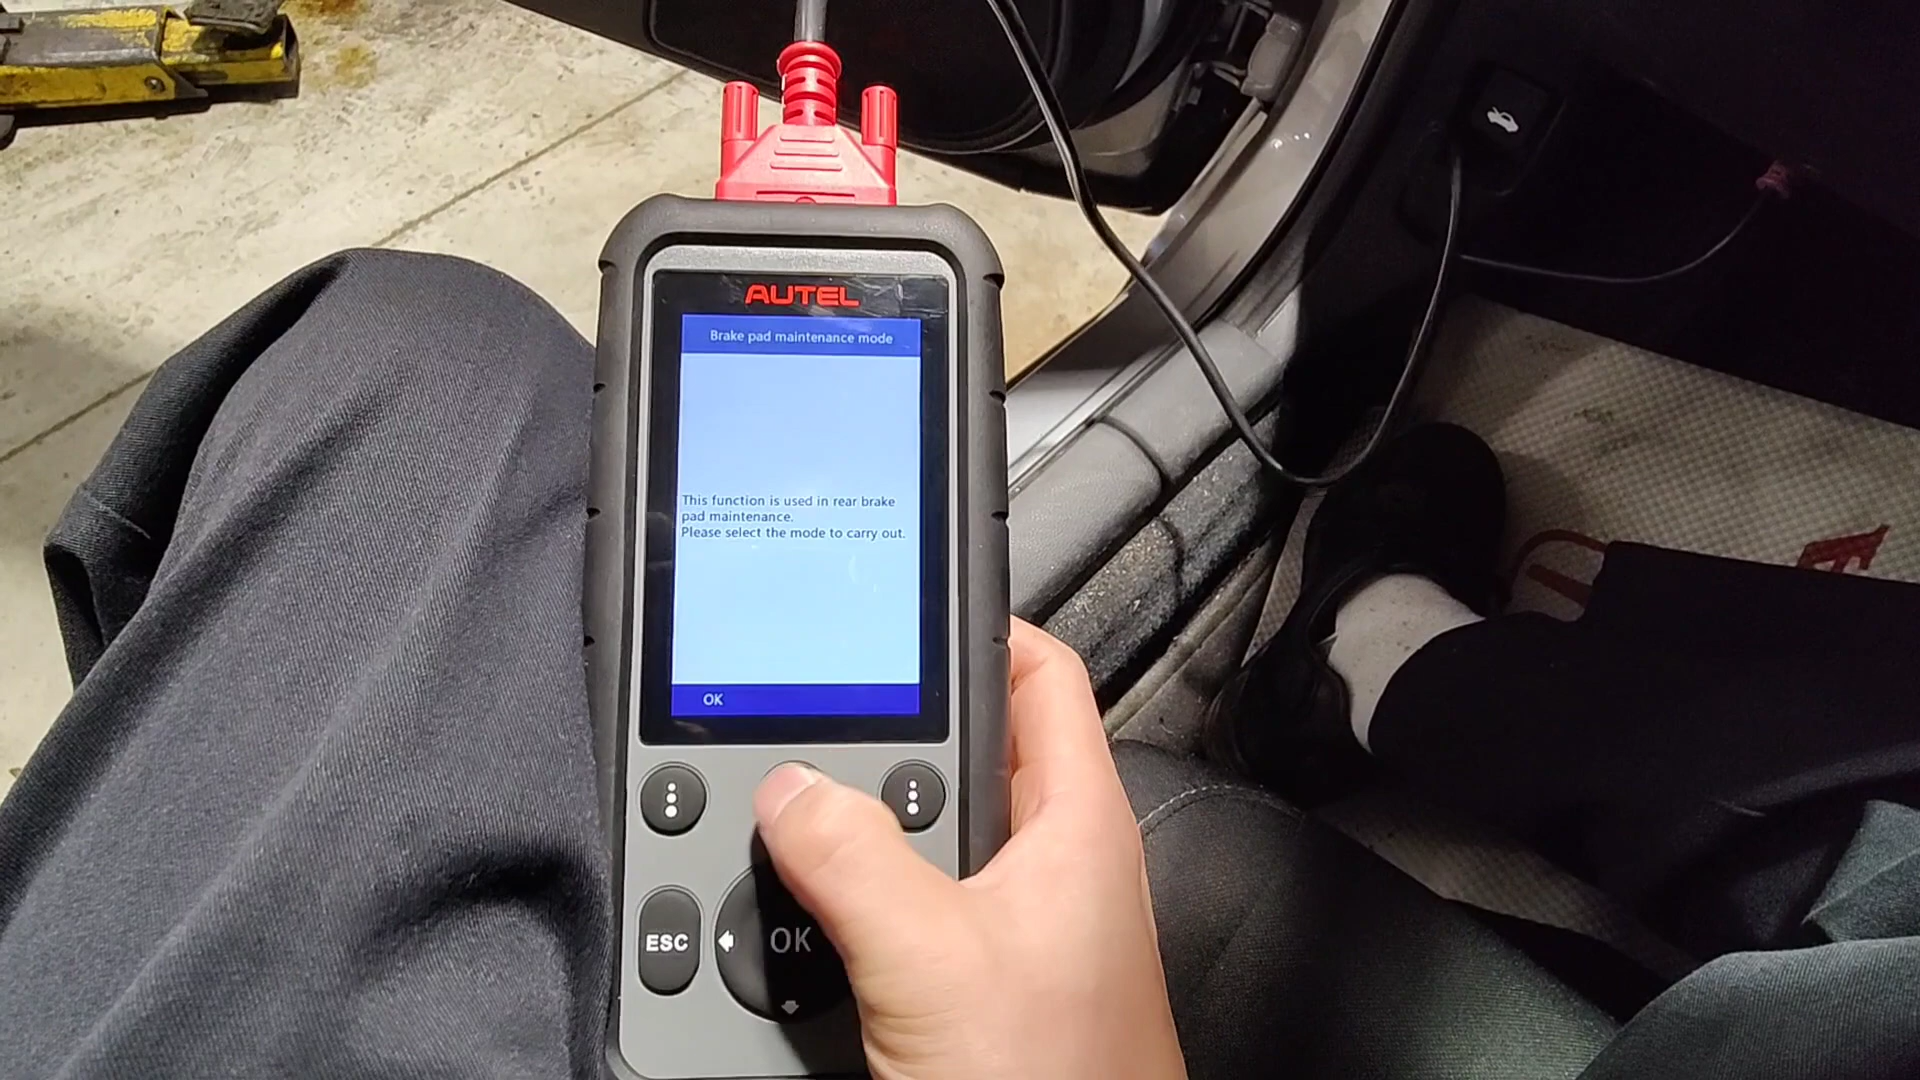 AUTEL
Brake pad maintenance mode
This function is used in rear brake
pad maintenance.
Please select the mode to carry out.
OK
ESC
OK